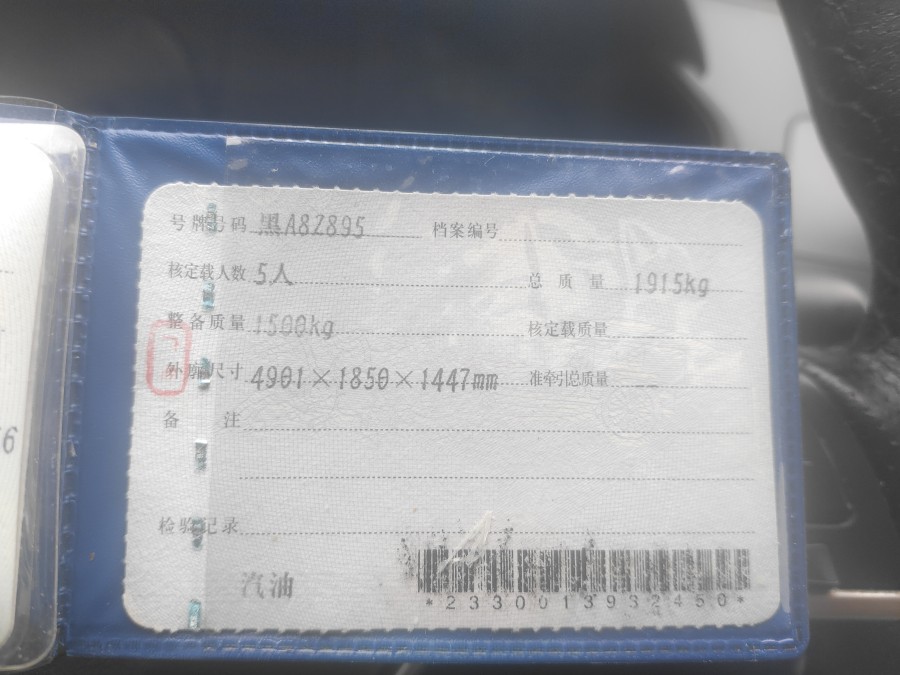 号牌号码 黑A8Z895 档案编号
核定载人数 5人 总质量 1915kg
整备质量 1500kg 核定载质量 --
外廓尺寸 4901×1850×1447mm 准牵引总质量 --
备注
检验记录
汽油
*2330013932450*
6